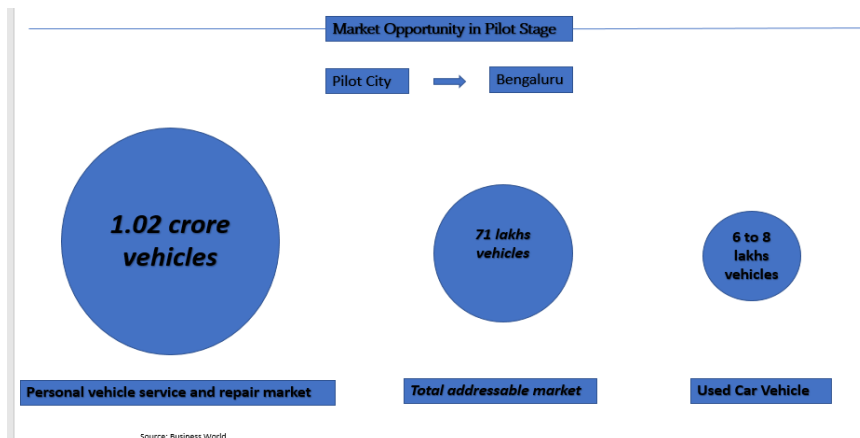 Market Opportunity in Pilot Stage
Pilot City
Bengaluru
1.02 crore
vehicles
71 lakhs
vehicles
6 to 8
lakhs
vehicles
Personal vehicle service and repair market
Total addressable market
Used Car Vehicle
Source: Business World